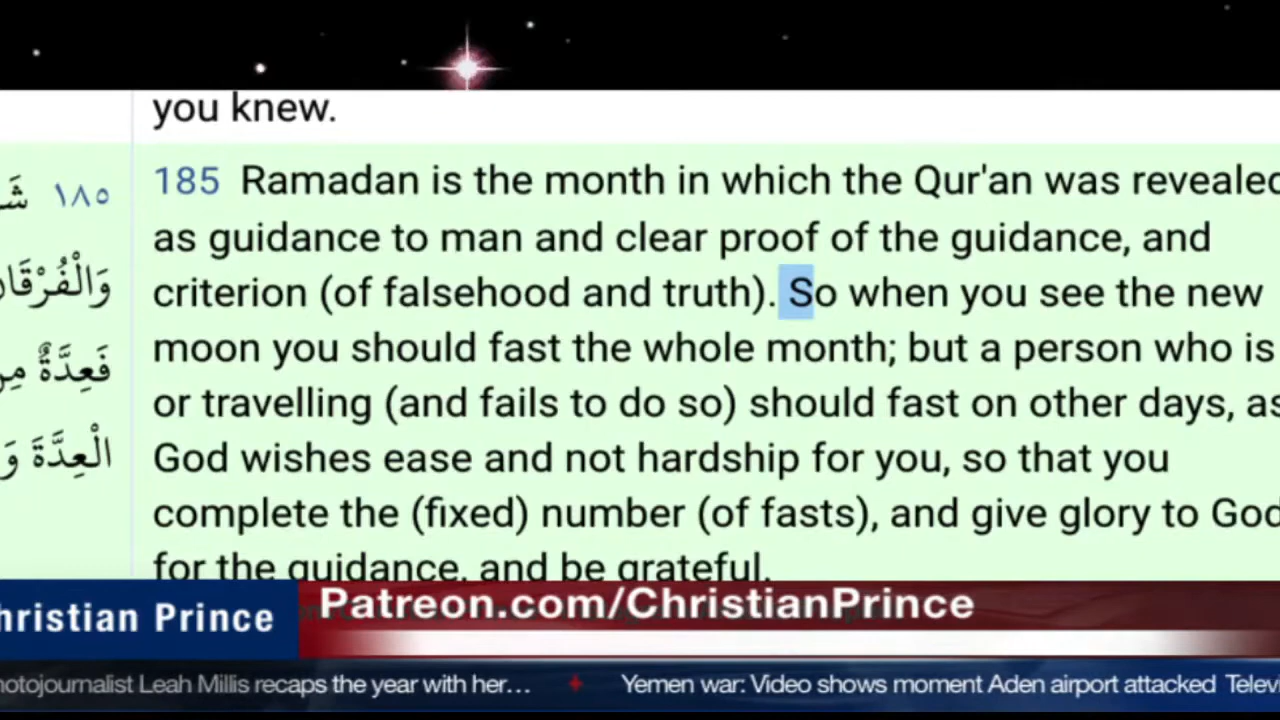 you knew.
185 Ramadan is the month in which the Qur'an was revealed
as guidance to man and clear proof of the guidance, and
criterion (of falsehood and truth). So when you see the new
moon you should fast the whole month; but a person who is
or travelling (and fails to do so) should fast on other days, as
God wishes ease and not hardship for you, so that you
complete the (fixed) number (of fasts), and give glory to God
for the guidance, and be grateful.
١٨٥
وَالْفُرْقَانِ
فَعِدَّةٌ مِنْ
الْعِدَّةَ وَ
Christian Prince
Patreon.com/ChristianPrince
hotojournalist Leah Millis recaps the year with her… Yemen war: Video shows moment Aden airport attacked Televi